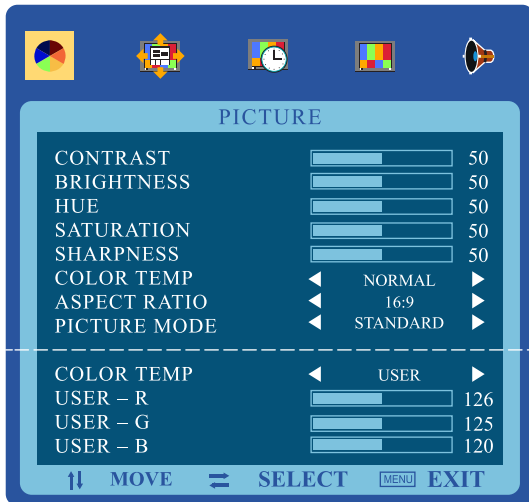 PICTURE
CONTRAST 50
BRIGHTNESS 50
HUE 50
SATURATION 50
SHARPNESS 50
COLOR TEMP NORMAL
ASPECT RATIO 16:9
PICTURE MODE STANDARD
COLOR TEMP USER
USER – R 126
USER – G 125
USER – B 120
MOVE SELECT MENU EXIT